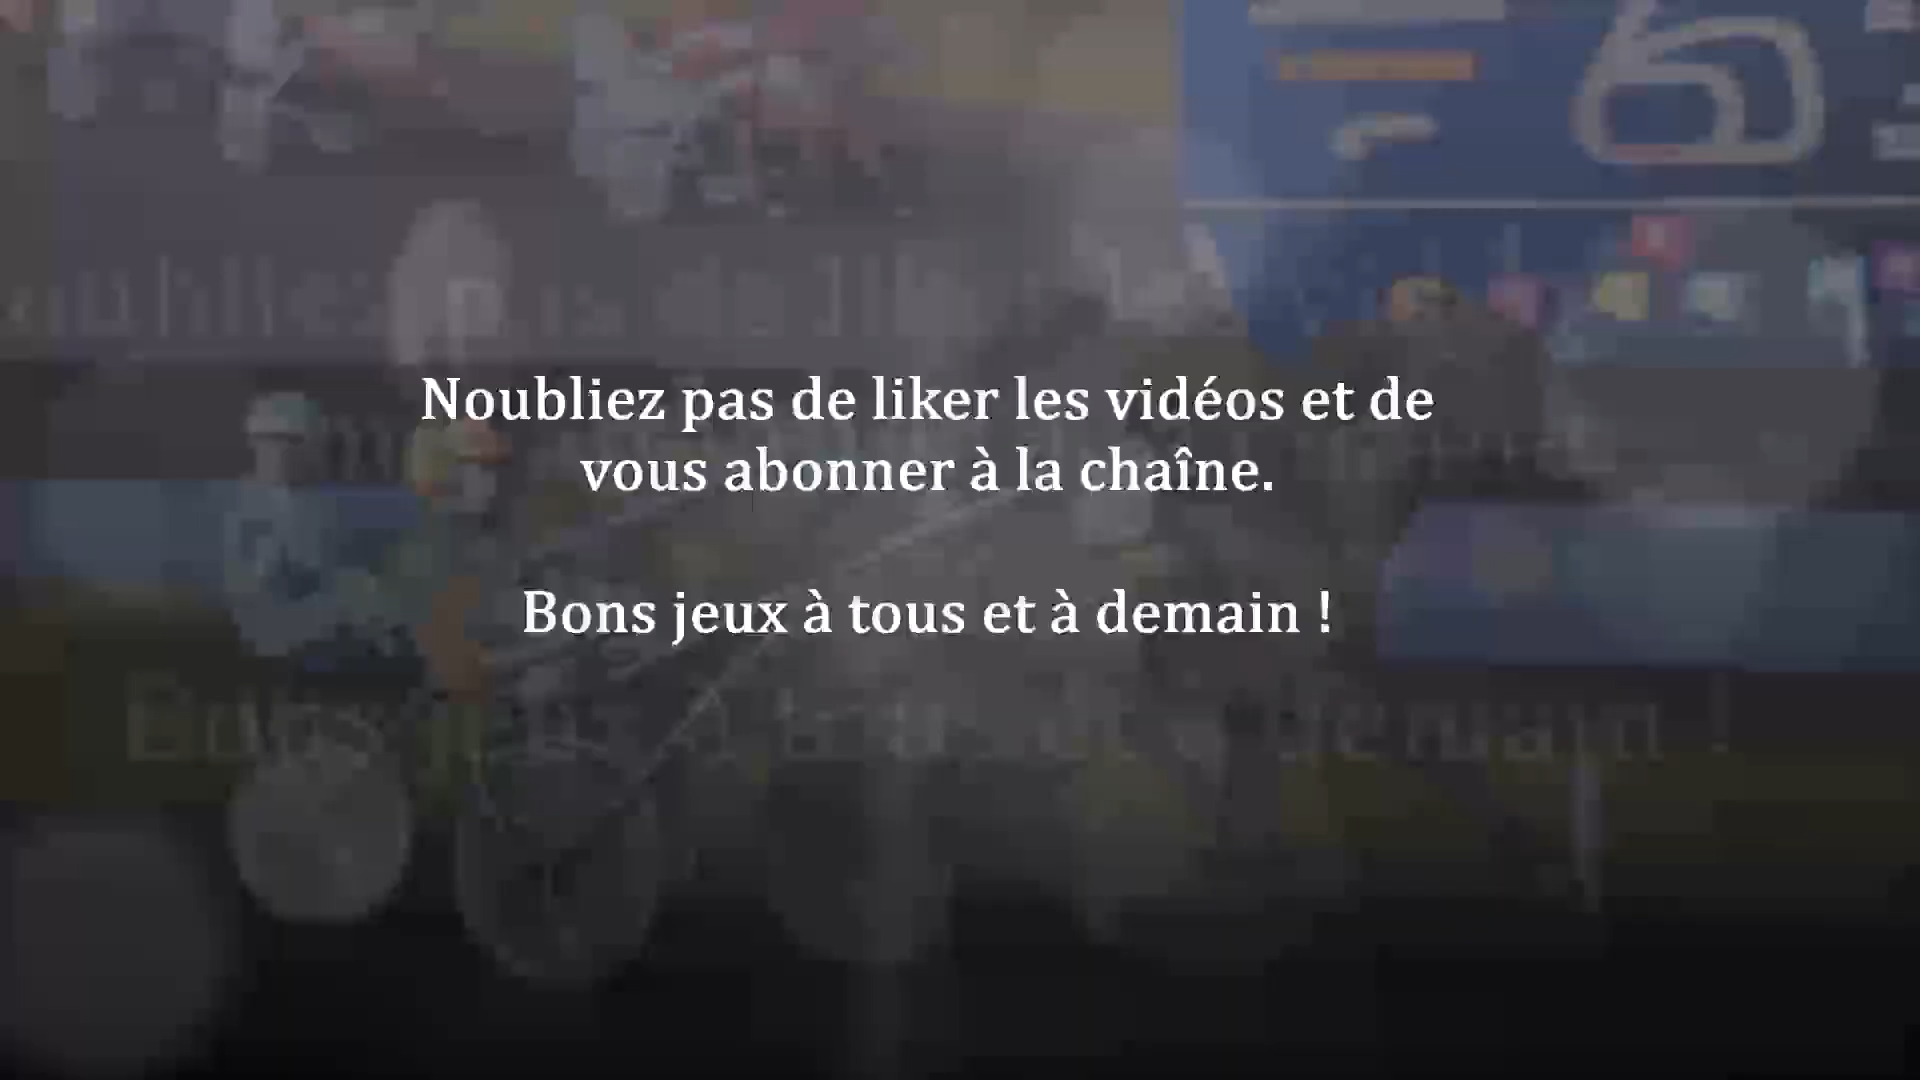 Noubliez pas de liker les vidéos et de
vous abonner à la chaîne.
Bons jeux à tous et à demain !